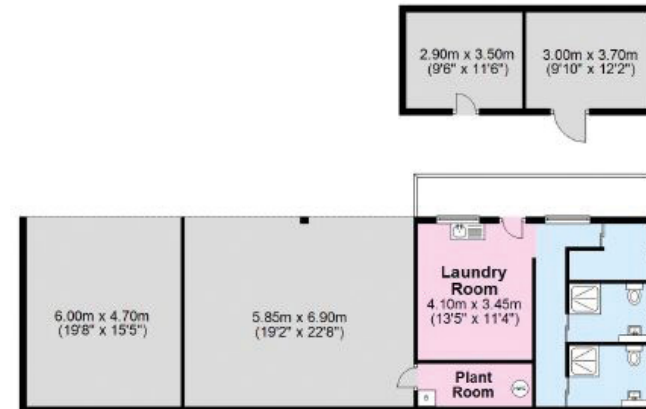 2.90m x 3.50m
(9'6" x 11'6")
3.00m x 3.70m
(9'10" x 12'2")
6.00m x 4.70m
(19'8" x 15'5")
5.85m x 6.90m
(19'2" x 22'8")
Laundry
Room
4.10m x 3.45m
(13'5" x 11'4")
Plant
Room